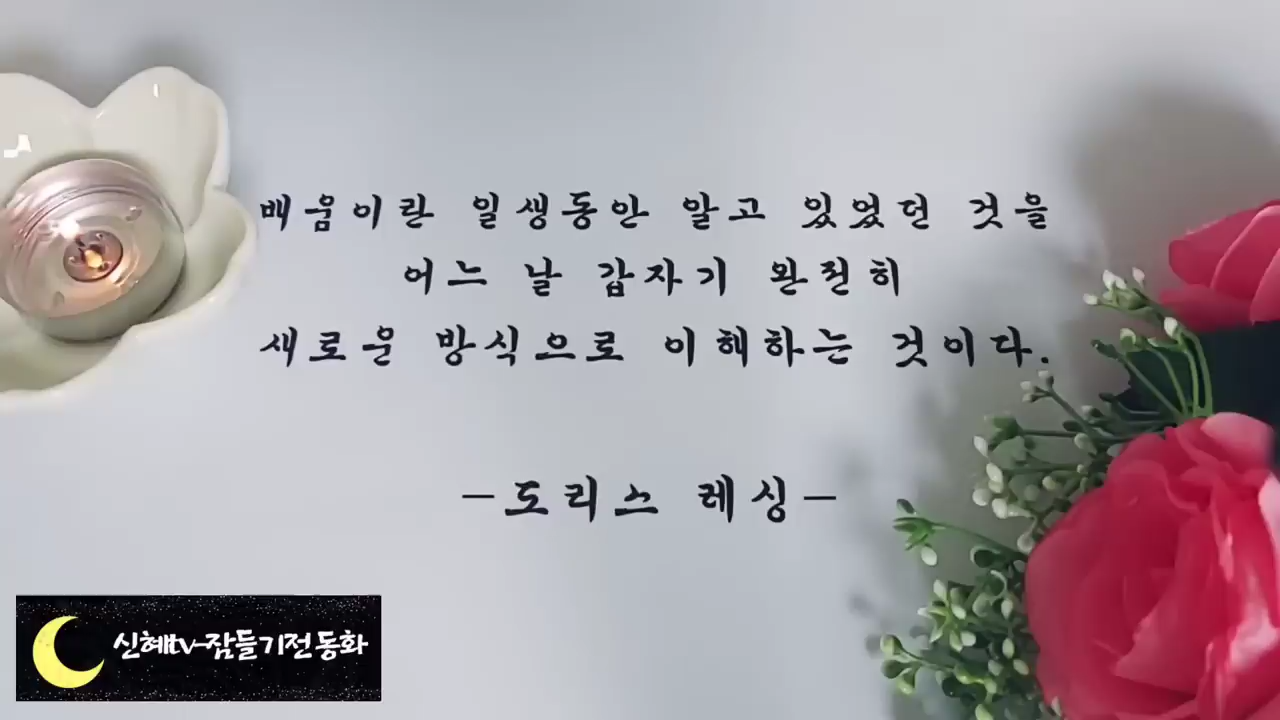 배움이란 일생동안 알고 있었던 것을
어느 날 갑자기 완전히
새로운 방식으로 이해하는 것이다.
-도리스 레싱-
신혜tv-잠들기전 동화